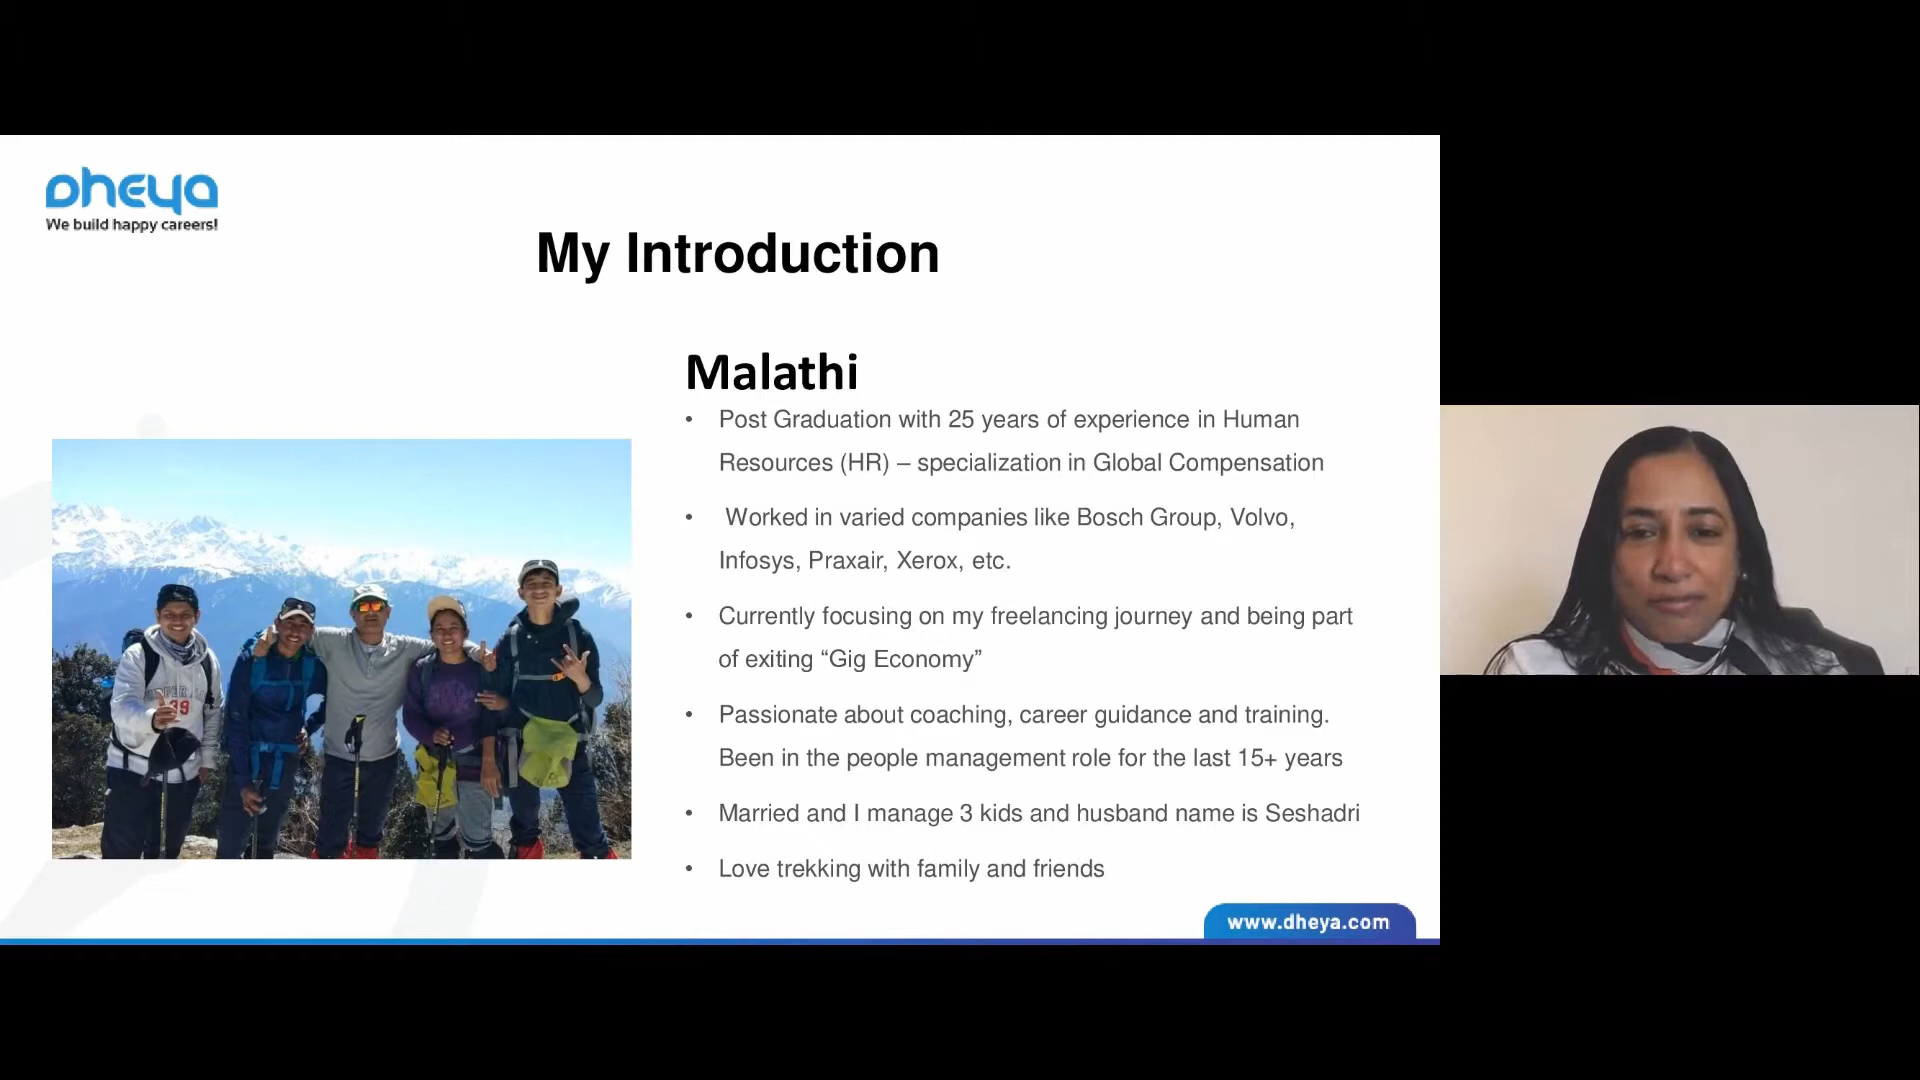 Dheya
We build happy careers!
My Introduction
Malathi
• Post Graduation with 25 years of experience in Human
Resources (HR) – specialization in Global Compensation
• Worked in varied companies like Bosch Group, Volvo,
Infosys, Praxair, Xerox, etc.
• Currently focusing on my freelancing journey and being part
of exiting “Gig Economy”
• Passionate about coaching, career guidance and training.
Been in the people management role for the last 15+ years
• Married and I manage 3 kids and husband name is Seshadri
• Love trekking with family and friends
39
www.dheya.com